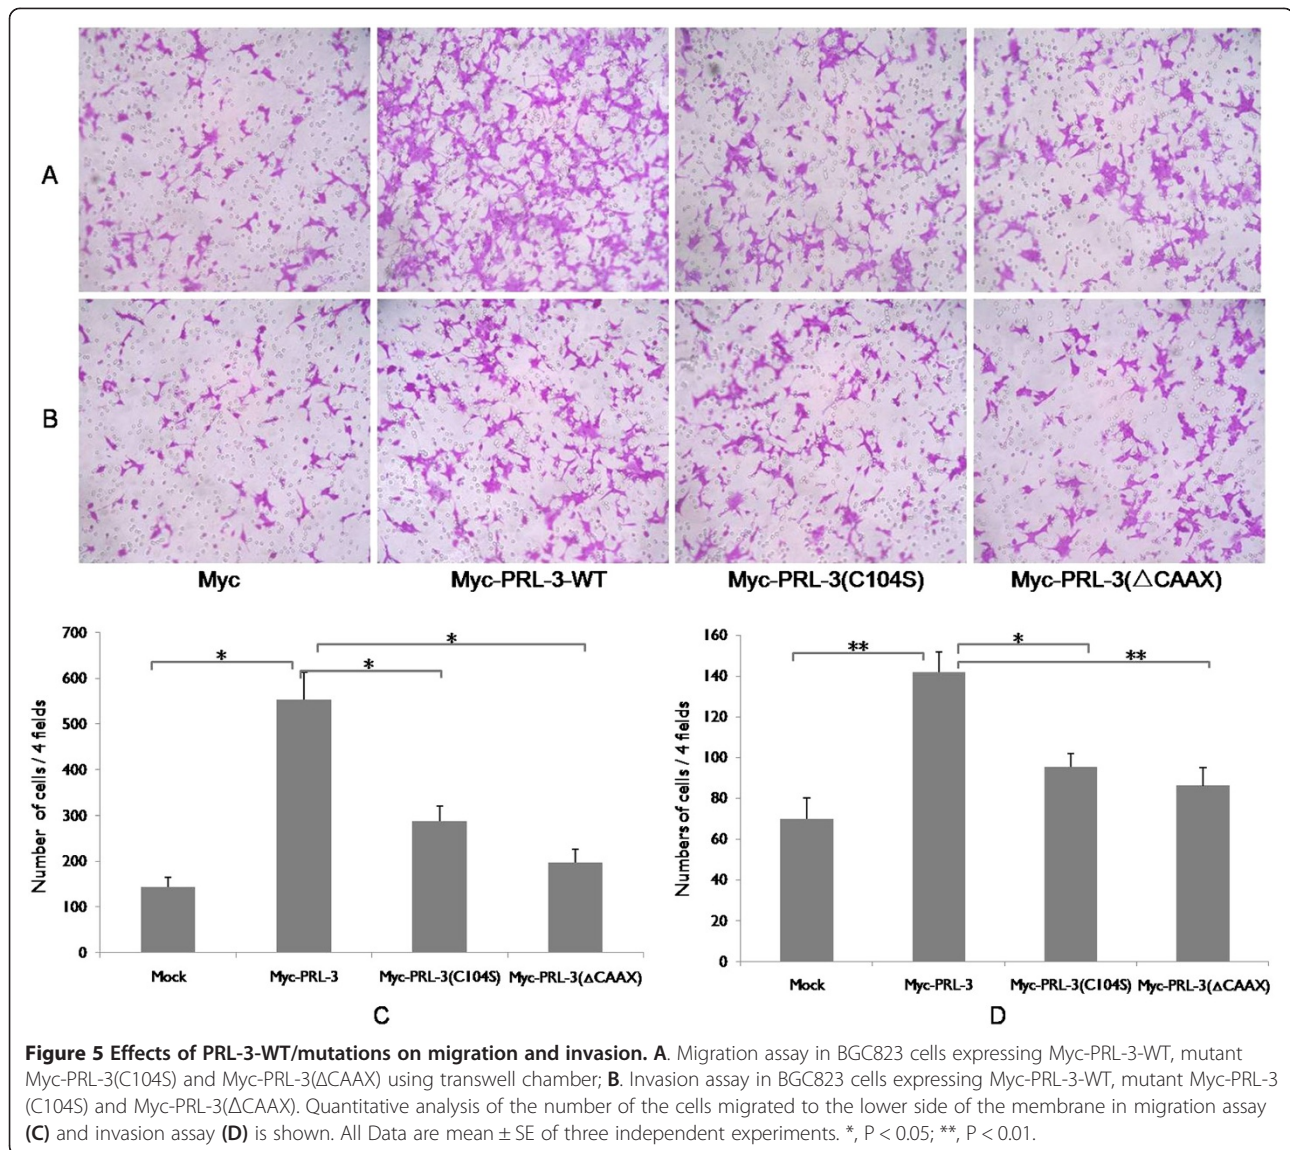 A
B
Myc Myc-PRL-3-WT Myc-PRL-3(C104S) Myc-PRL-3(△CAAX)
Number of cells / 4 fields
700
600
500
400
300
200
100
0
* * *
Mock Myc-PRL-3 Myc-PRL-3(C104S) Myc-PRL-3(ΔCAAX)
C
Numbers of cells / 4 fields
160
140
120
100
80
60
40
20
0
** * **
Mock Myc-PRL-3 Myc-PRL-3(C104S) Myc-PRL-3(ΔCAAX)
D
Figure 5 Effects of PRL-3-WT/mutations on migration and invasion. A. Migration assay in BGC823 cells expressing Myc-PRL-3-WT, mutant
Myc-PRL-3(C104S) and Myc-PRL-3(ΔCAAX) using transwell chamber; B. Invasion assay in BGC823 cells expressing Myc-PRL-3-WT, mutant Myc-PRL-3
(C104S) and Myc-PRL-3(ΔCAAX). Quantitative analysis of the number of the cells migrated to the lower side of the membrane in migration assay
(C) and invasion assay (D) is shown. All Data are mean ± SE of three independent experiments. *, P < 0.05; **, P < 0.01.